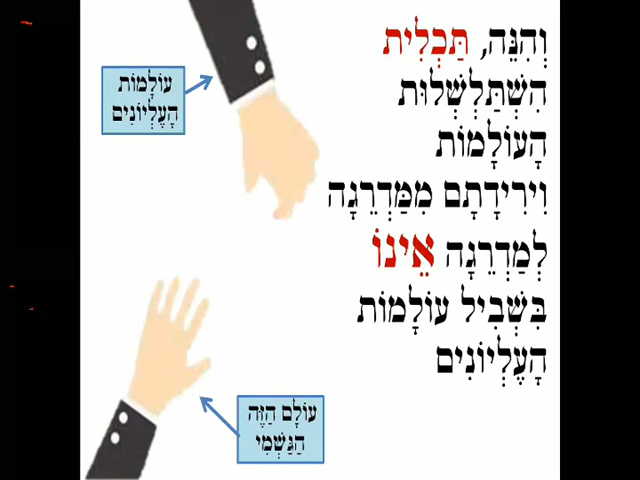 וְהִנֵּה, תַּכְלִית
הִשְׁתַּלְשְׁלוּת
הָעוֹלָמוֹת
וִירִידָתָם מִמַּדְרֵגָה
לְמַדְרֵגָה אֵינוֹ
בִּשְׁבִיל עוֹלָמוֹת
הָעֶלְיוֹנִים
עוֹלָמוֹת
הָעֶלְיוֹנִים
עוֹלָם הַזֶּה
הַגַּשְׁמִי